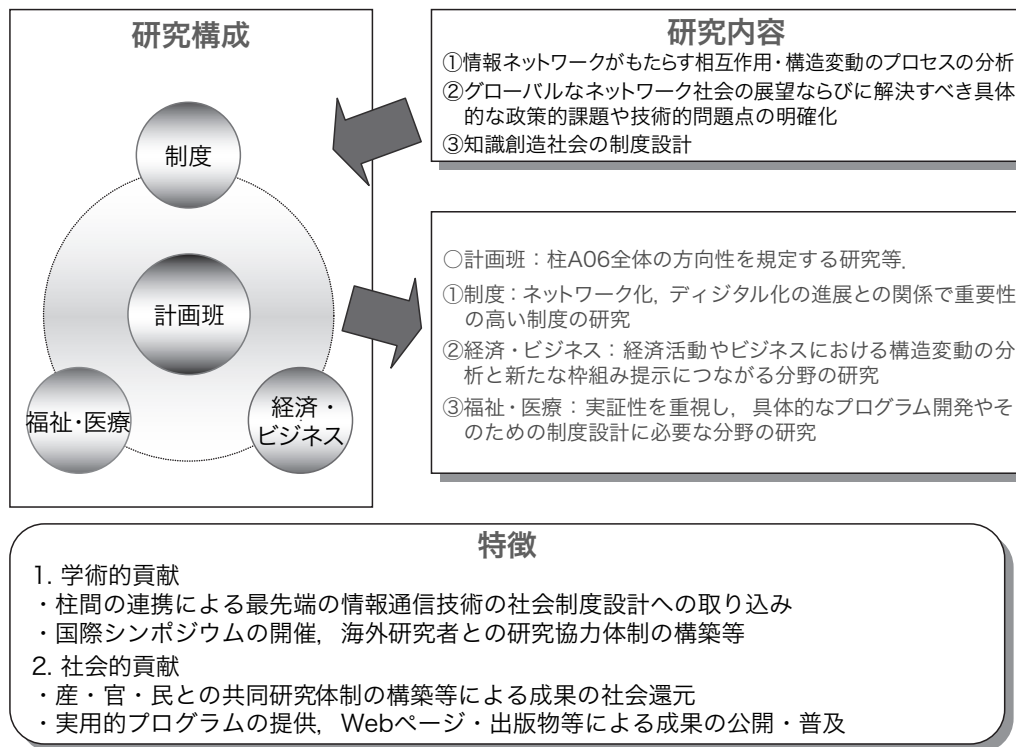 研究構成
制度
計画班
福祉・医療
経済・
ビジネス
研究内容
①情報ネットワークがもたらす相互作用・構造変動のプロセスの分析
②グローバルなネットワーク社会の展望ならびに解決すべき具体
的な政策的課題や技術的問題点の明確化
③知識創造社会の制度設計
○計画班：柱A06全体の方向性を規定する研究等．
①制度：ネットワーク化，ディジタル化の進展との関係で重要性
の高い制度の研究
②経済・ビジネス：経済活動やビジネスにおける構造変動の分
析と新たな枠組み提示につながる分野の研究
③福祉・医療：実証性を重視し，具体的なプログラム開発やそ
のための制度設計に必要な分野の研究
特徴
1. 学術的貢献
・柱間の連携による最先端の情報通信技術の社会制度設計への取り込み
・国際シンポジウムの開催，海外研究者との研究協力体制の構築等
2. 社会的貢献
・産・官・民との共同研究体制の構築等による成果の社会還元
・実用的プログラムの提供，Webページ・出版物等による成果の公開・普及